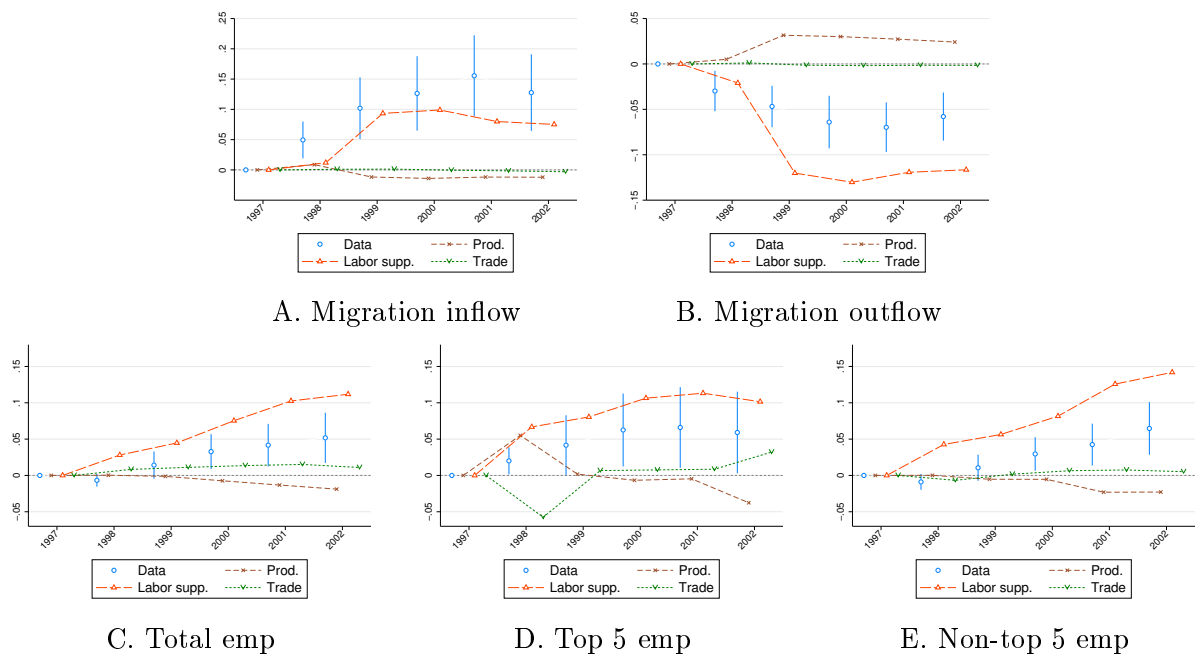 .25
.2
.15
.1
.05
0
1997
1998
1999
2000
2001
2002
Data
Prod.
Labor supp.
Trade
A. Migration inflow
.05
0
-.05
-.1
-.15
1997
1998
1999
2000
2001
2002
Data
Prod.
Labor supp.
Trade
B. Migration outflow
.15
.1
.05
0
-.05
1997
1998
1999
2000
2001
2002
Data
Prod.
Labor supp.
Trade
C. Total emp
.15
.1
.05
0
-.05
1997
1998
1999
2000
2001
2002
Data
Prod.
Labor supp.
Trade
D. Top 5 emp
.15
.1
.05
0
-.05
1997
1998
1999
2000
2001
2002
Data
Prod.
Labor supp.
Trade
E. Non-top 5 emp